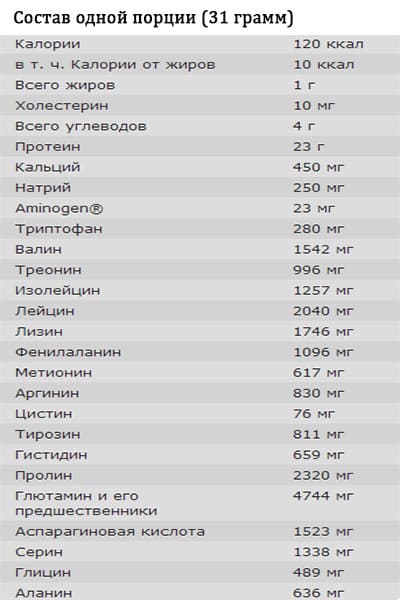 Состав одной порции (31 грамм)
Калории 120 ккал
в т. ч. Калории от жиров 10 ккал
Всего жиров 1 г
Холестерин 10 мг
Всего углеводов 4 г
Протеин 23 г
Кальций 450 мг
Натрий 250 мг
Aminogen® 23 мг
Триптофан 280 мг
Валин 1542 мг
Треонин 996 мг
Изолейцин 1257 мг
Лейцин 2040 мг
Лизин 1746 мг
Фенилаланин 1096 мг
Метионин 617 мг
Аргинин 830 мг
Цистин 76 мг
Тирозин 811 мг
Гистидин 659 мг
Пролин 2320 мг
Глютамин и его 4744 мг
предшественники
Аспарагиновая кислота 1523 мг
Серин 1338 мг
Глицин 489 мг
Аланин 636 мг